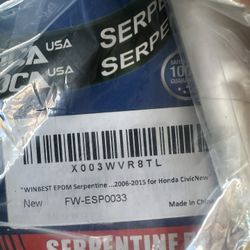 USA
SERPE
USA
SERPE
100
X003WVR8TL
"WINBEST EPDM Serpentine ...2006-2015 for Honda CivicNew
New FW-ESP0033
Made in China
SERPENTINE